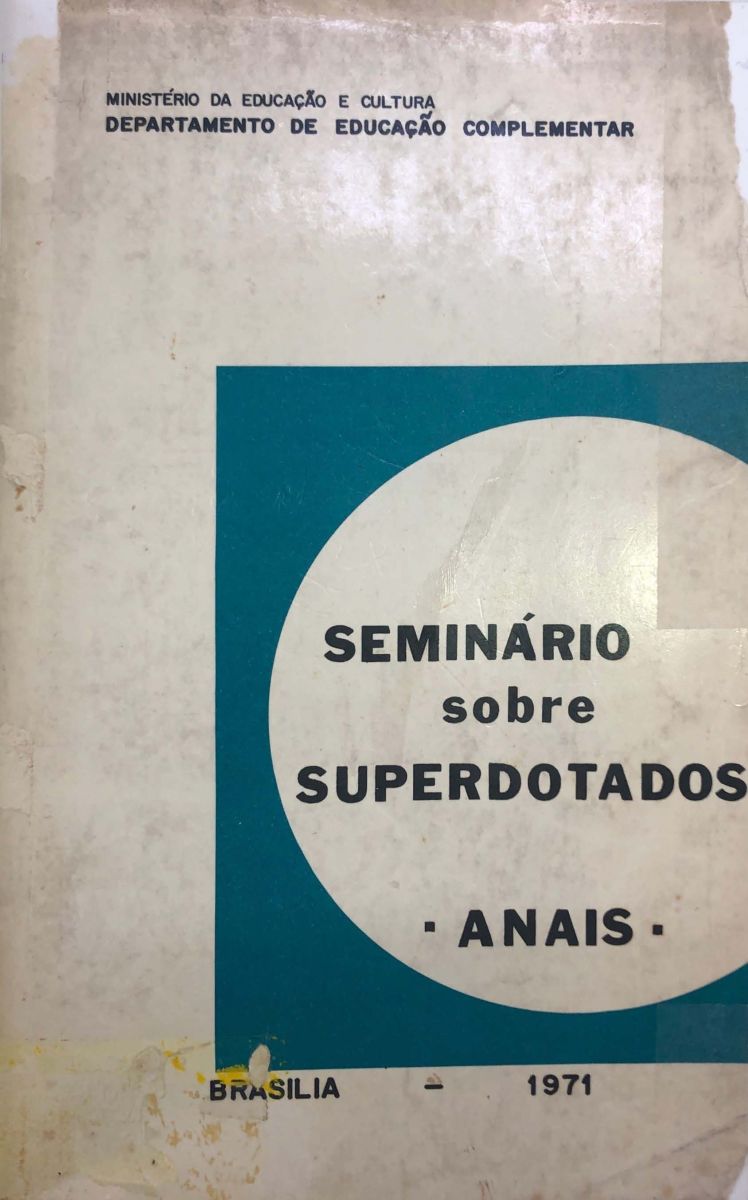 MINISTÉRIO DA EDUCAÇÃO E CULTURA
DEPARTAMENTO DE EDUCAÇÃO COMPLEMENTAR
SEMINÁRIO
sobre
SUPERDOTADOS
· ANAIS ·
BRASILIA – 1971